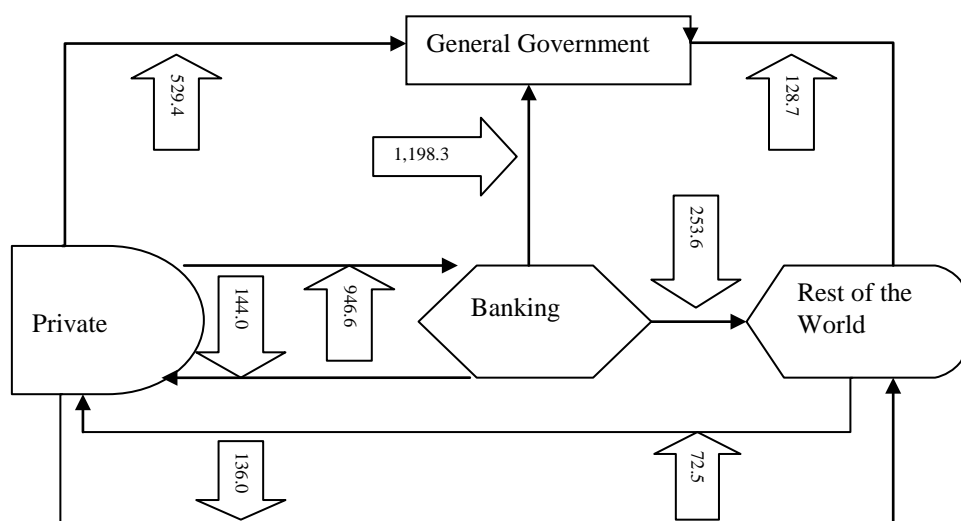 General Government
529.4
128.7
1,198.3
253.6
Private
144.0
946.6
Banking
Rest of the
World
136.0
72.5